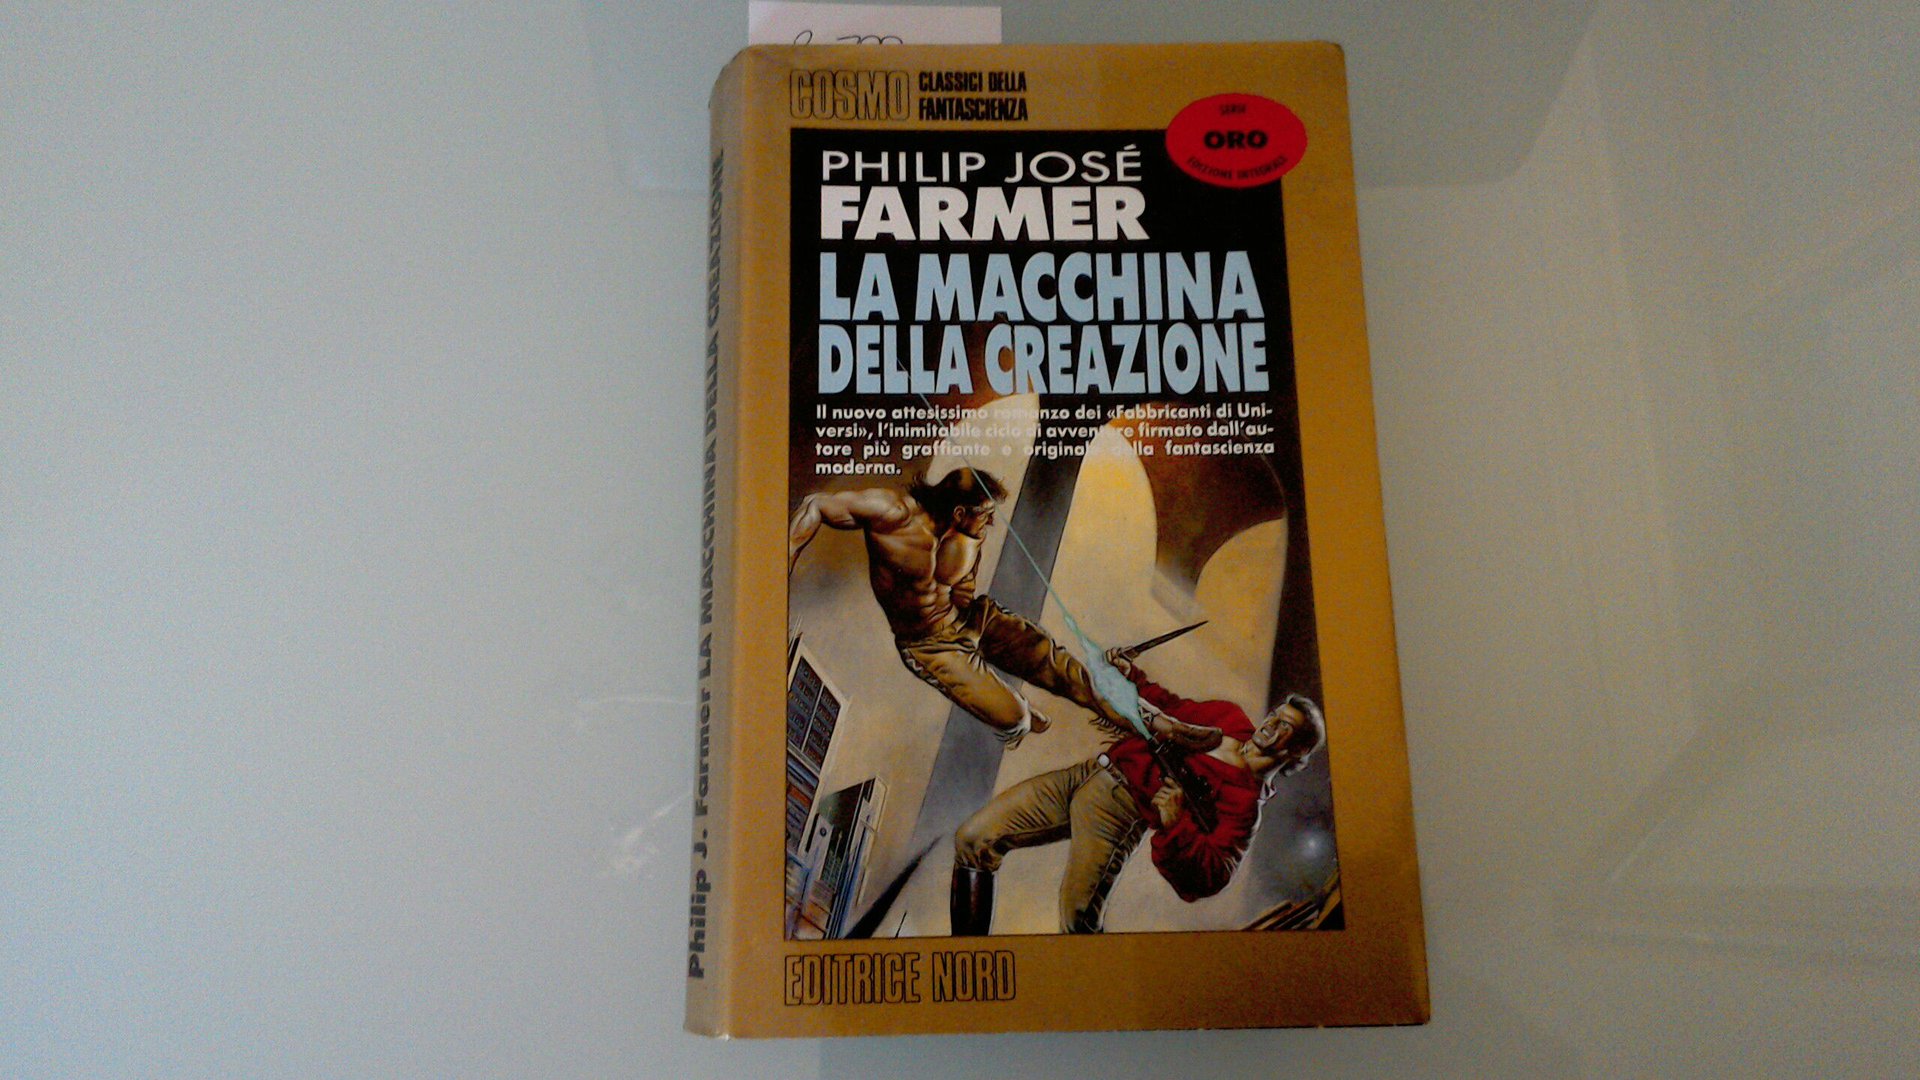 COSMO
CLASSICI DELLA
FANTASCIENZA
SERIE
ORO
EDIZIONE INTEGRALE
PHILIP JOSÉ
FARMER
LA MACCHINA
DELLA CREAZIONE
Il nuovo attesissimo romanzo dei «Fabbricanti di Uni-
versi», l'inimitabile ciclo di avventure firmato dall'au-
tore più graffiante e originale della fantascienza
moderna.
EDITRICE NORD
Philip J. Farmer LA MACCHINA DELLA CREAZIONE